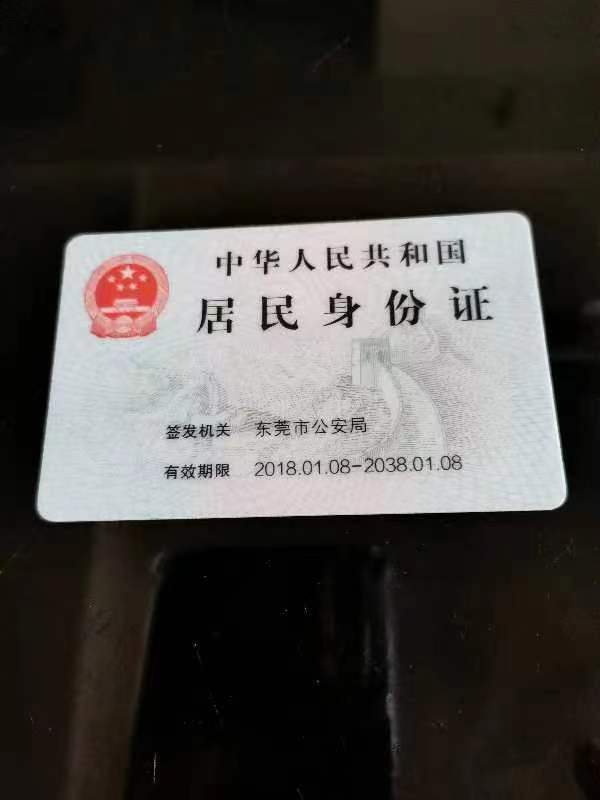 中华人民共和国
居民身份证
签发机关 东莞市公安局
有效期限 2018.01.08-2038.01.08